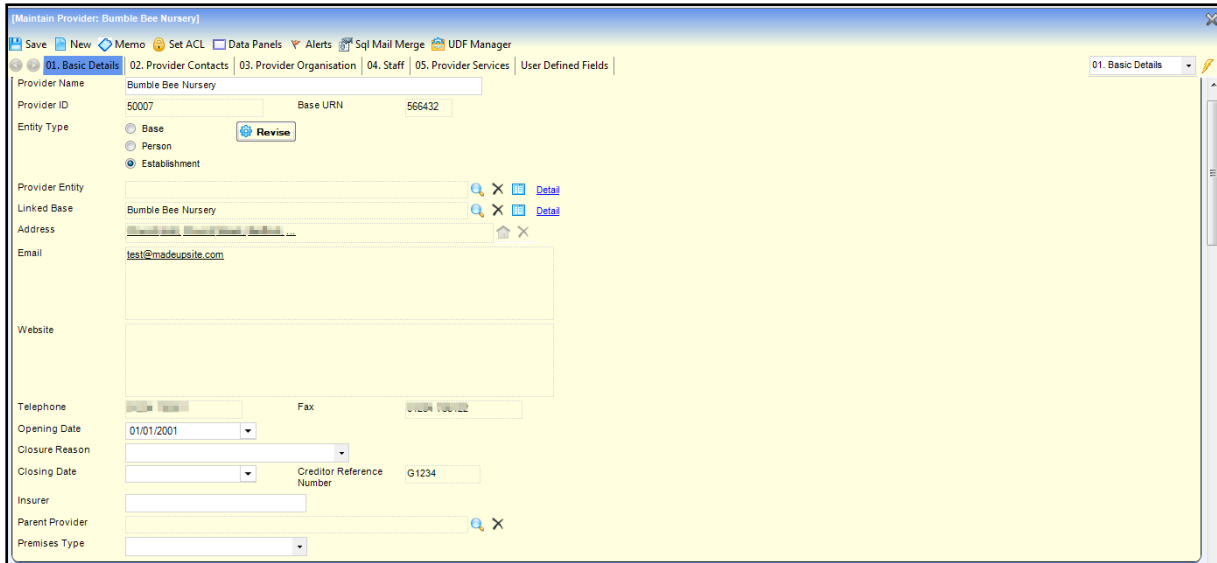 [Maintain Provider: Bumble Bee Nursery]
Save New Memo Set ACL Data Panels Alerts Sql Mail Merge UDF Manager
01. Basic Details 02. Provider Contacts 03. Provider Organisation 04. Staff 05. Provider Services User Defined Fields 01. Basic Details
Provider Name Bumble Bee Nursery
Provider ID 50007 Base URN 566432
Entity Type Base Revise
Person
Establishment
Provider Entity Detail
Linked Base Bumble Bee Nursery Detail
Address
Email test@madeupsite.com
Website
Telephone Fax
Opening Date 01/01/2001
Closure Reason
Closing Date Creditor Reference Number G1234
Insurer
Parent Provider
Premises Type